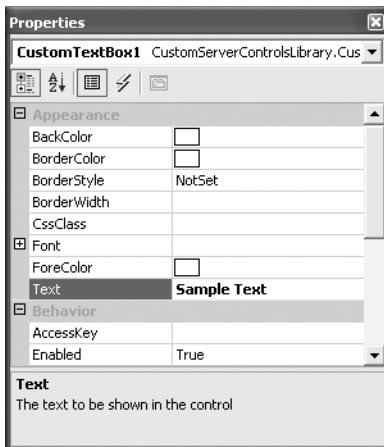 Properties
CustomTextBox1 CustomServerControlsLibrary.Cus
Appearance
BackColor
BorderColor
BorderStyle NotSet
BorderWidth
CssClass
Font
ForeColor
Text Sample Text
Behavior
AccessKey
Enabled True
Text
The text to be shown in the control